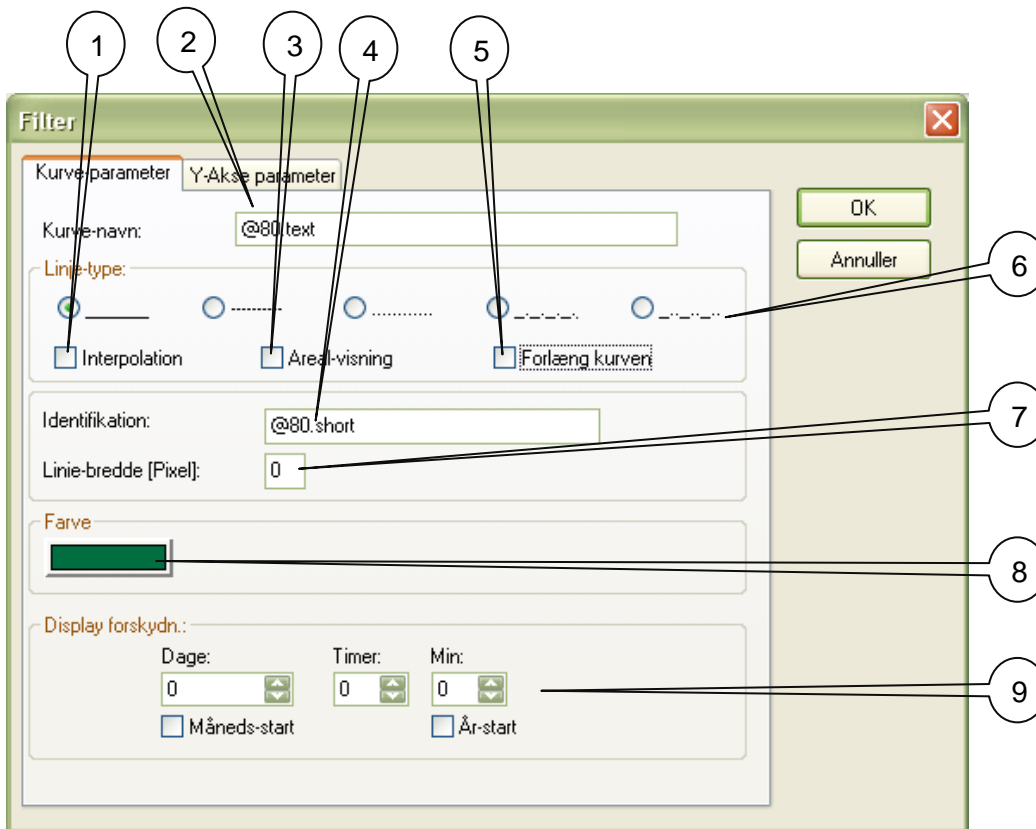 1 2 3 4 5
Filter
Kurve-parameter Y-Akse parameter
Kurve-navn: @80.text
OK
Annuller
Linje-type:
6
Interpolation Areal-visning Forlæng kurven
Identifikation: @80.short
7
Linie-bredde [Pixel]: 0
Farve
8
Display forskydn.:
Dage: Timer: Min:
0 0 0
9
Måneds-start År-start